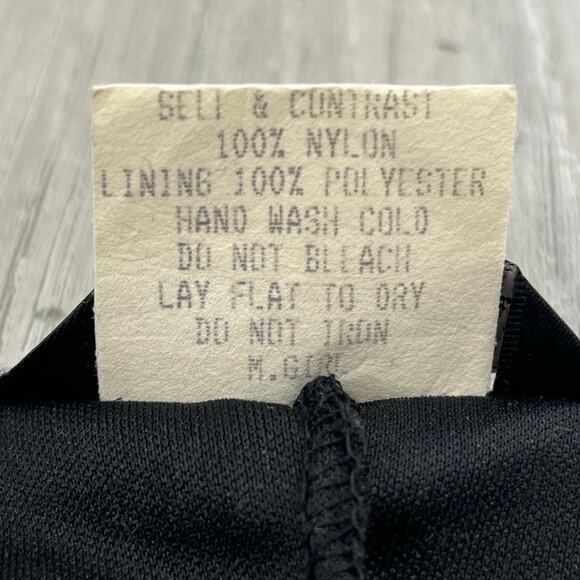 SELF & CONTRAST
100% NYLON
LINING 100% POLYESTER
HAND WASH COLD
DO NOT BLEACH
LAY FLAT TO DRY
DO NOT IRON
M.GIRL